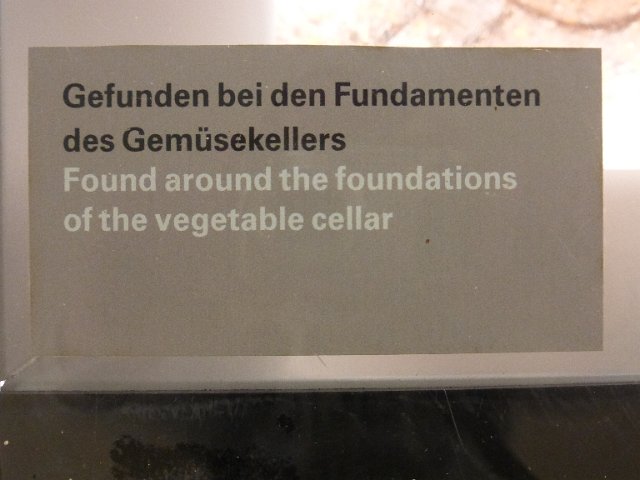 Gefunden bei den Fundamenten
des Gemüsekellers
Found around the foundations
of the vegetable cellar